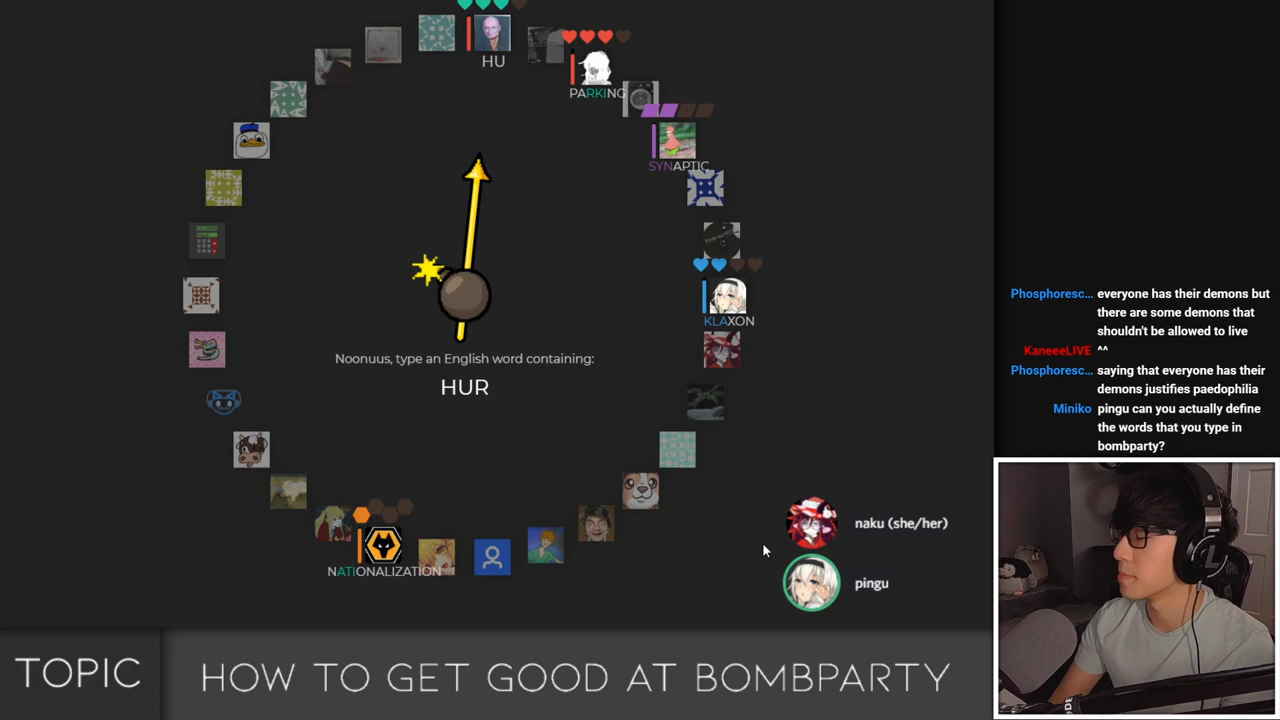 HU
PARKING
SYNAPTIC
KLAXON
Noonuus, type an English word containing:
HUR
NATIONALIZATION
naku (she/her)
pingu
Phosphoresc... everyone has their demons but
there are some demons that
shouldn't be allowed to live
KaneeeLIVE ^^
Phosphoresc... saying that everyone has their
demons justifies paedophilia
Miniko pingu can you actually define
the words that you type in
bombparty?
TOPIC HOW TO GET GOOD AT BOMBPARTY